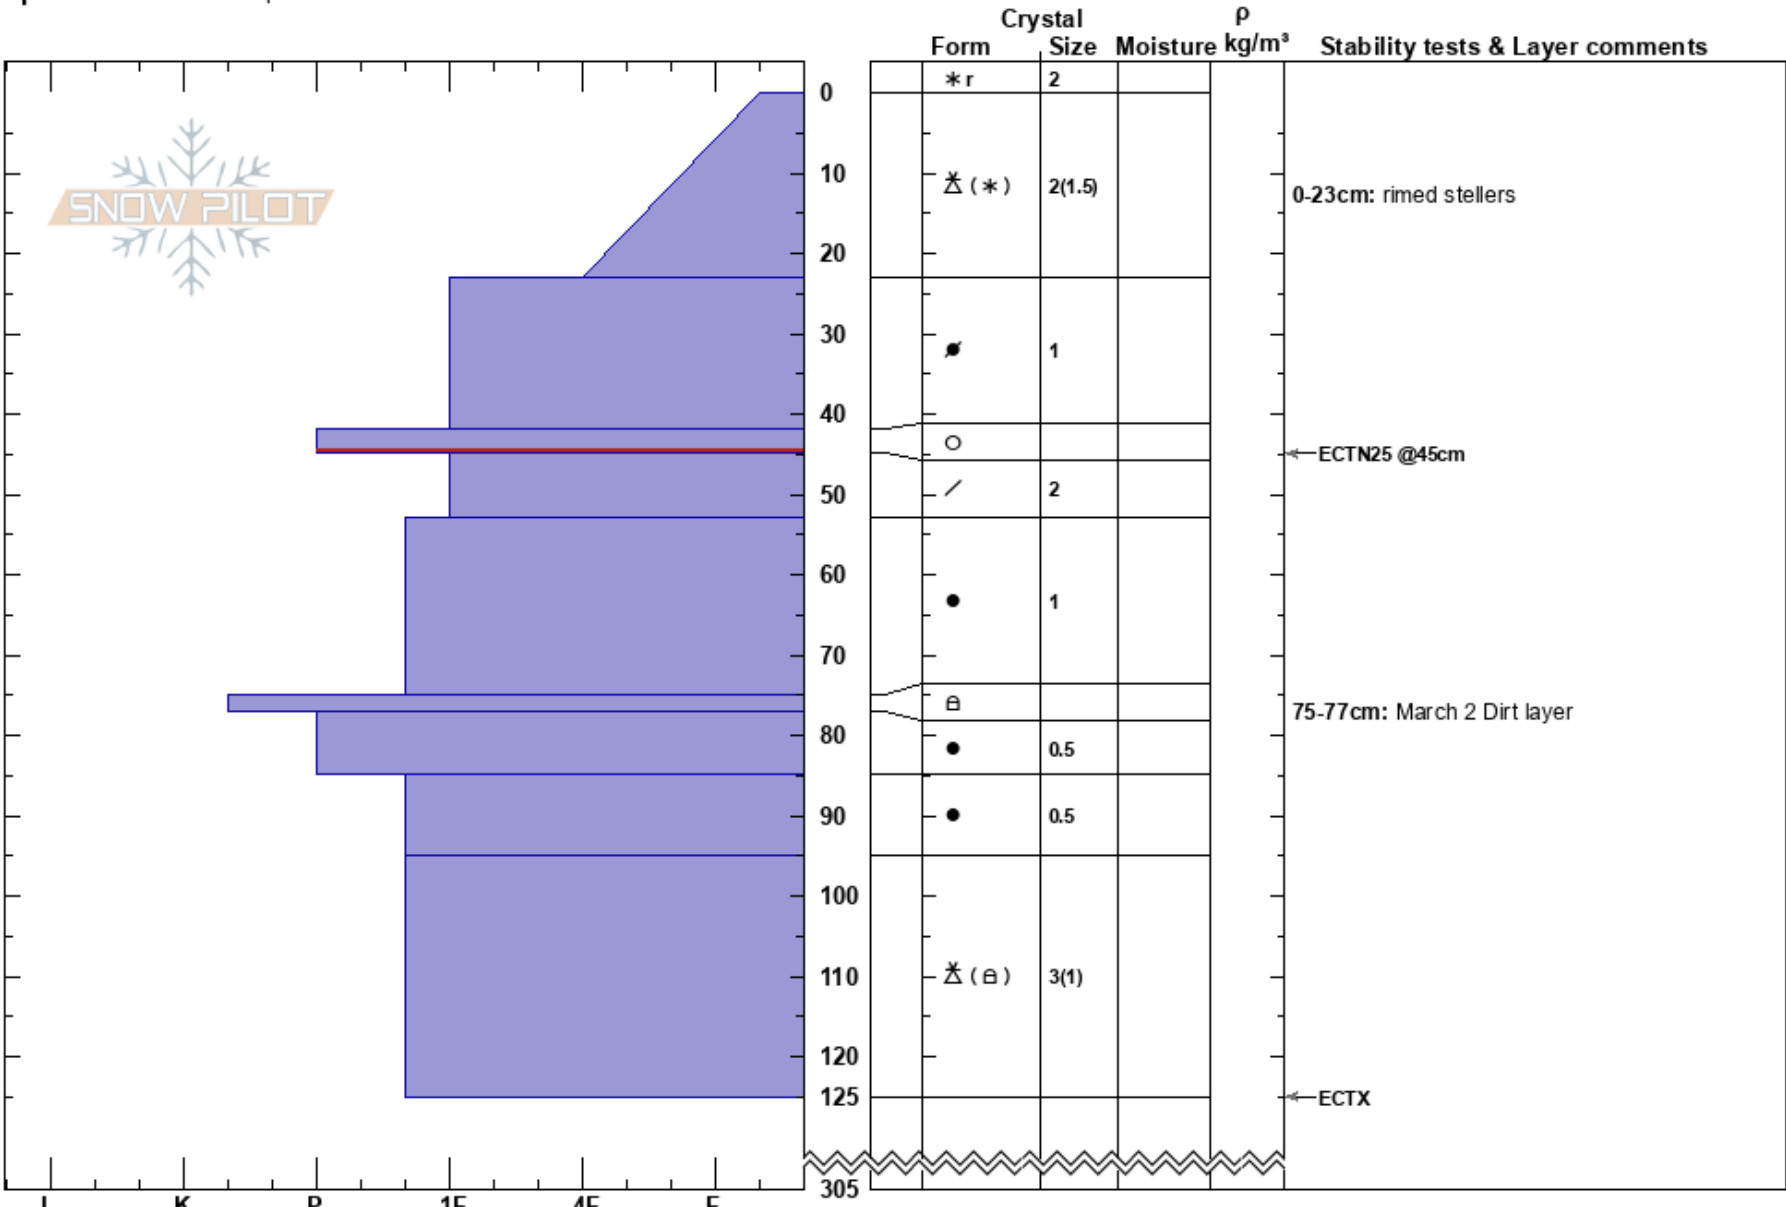 Crystal ρ
Form Size Moisture kg/m³ Stability tests & Layer comments
r 2
0
SNOW PILOT
10
2(1.5)
0-23cm: rimed stellers
20
30
1
40
ECTN25 @45cm
50 2
60
1
70
75-77cm: March 2 Dirt layer
80 0.5
90 0.5
100
110 3(1)
120
125 ECTX
305
I K P 1F 4F F